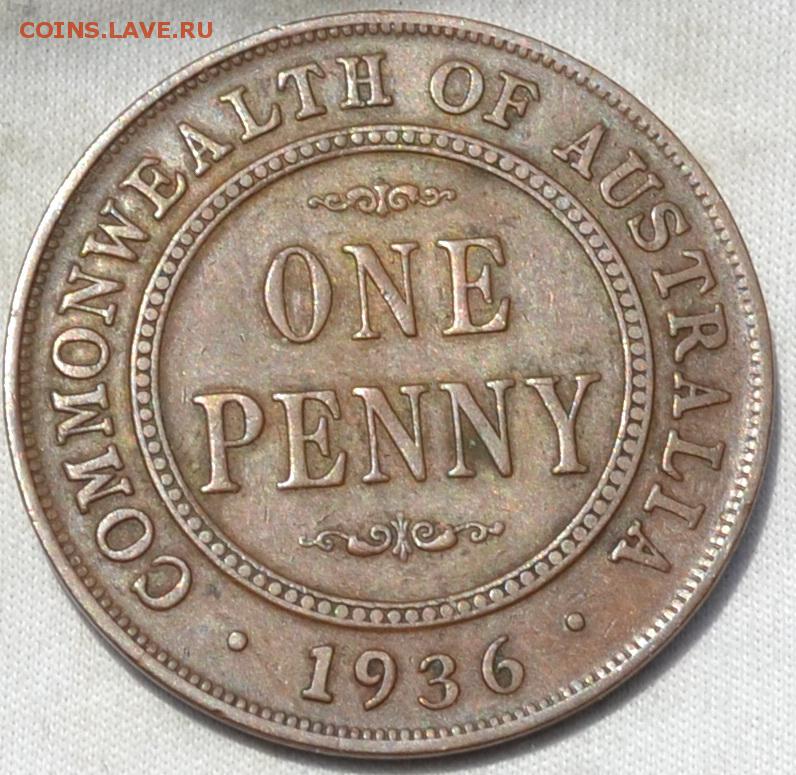 COINS.LAVE.RU
COMMONWEALTH OF AUSTRALIA
ONE
PENNY
· 1936 ·